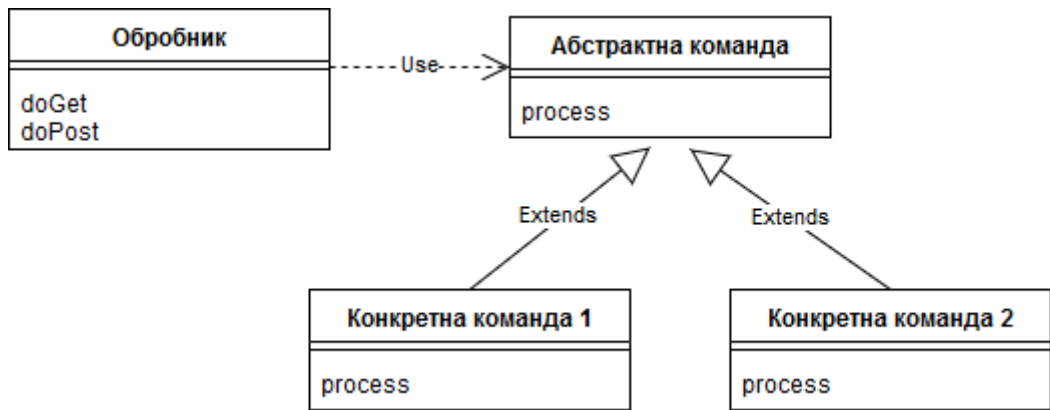 Обробник
doGet
doPost
Use
Абстрактна команда
process
Extends
Extends
Конкретна команда 1
process
Конкретна команда 2
process